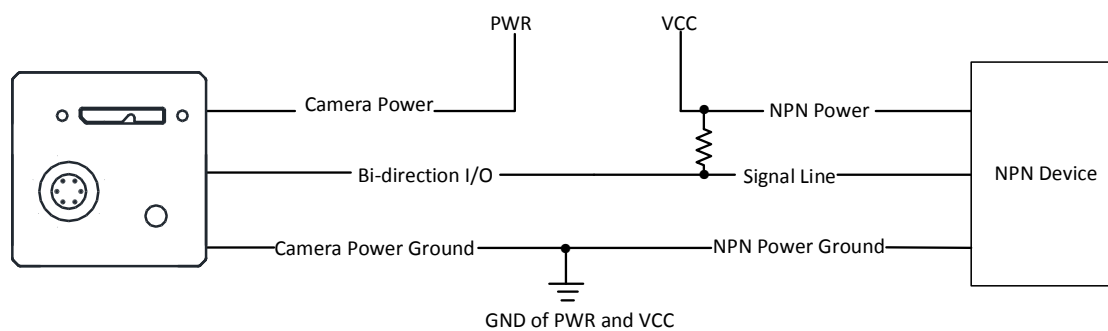 PWR
VCC
Camera Power
NPN Power
Bi-direction I/O
Signal Line
NPN Device
Camera Power Ground
NPN Power Ground
GND of PWR and VCC